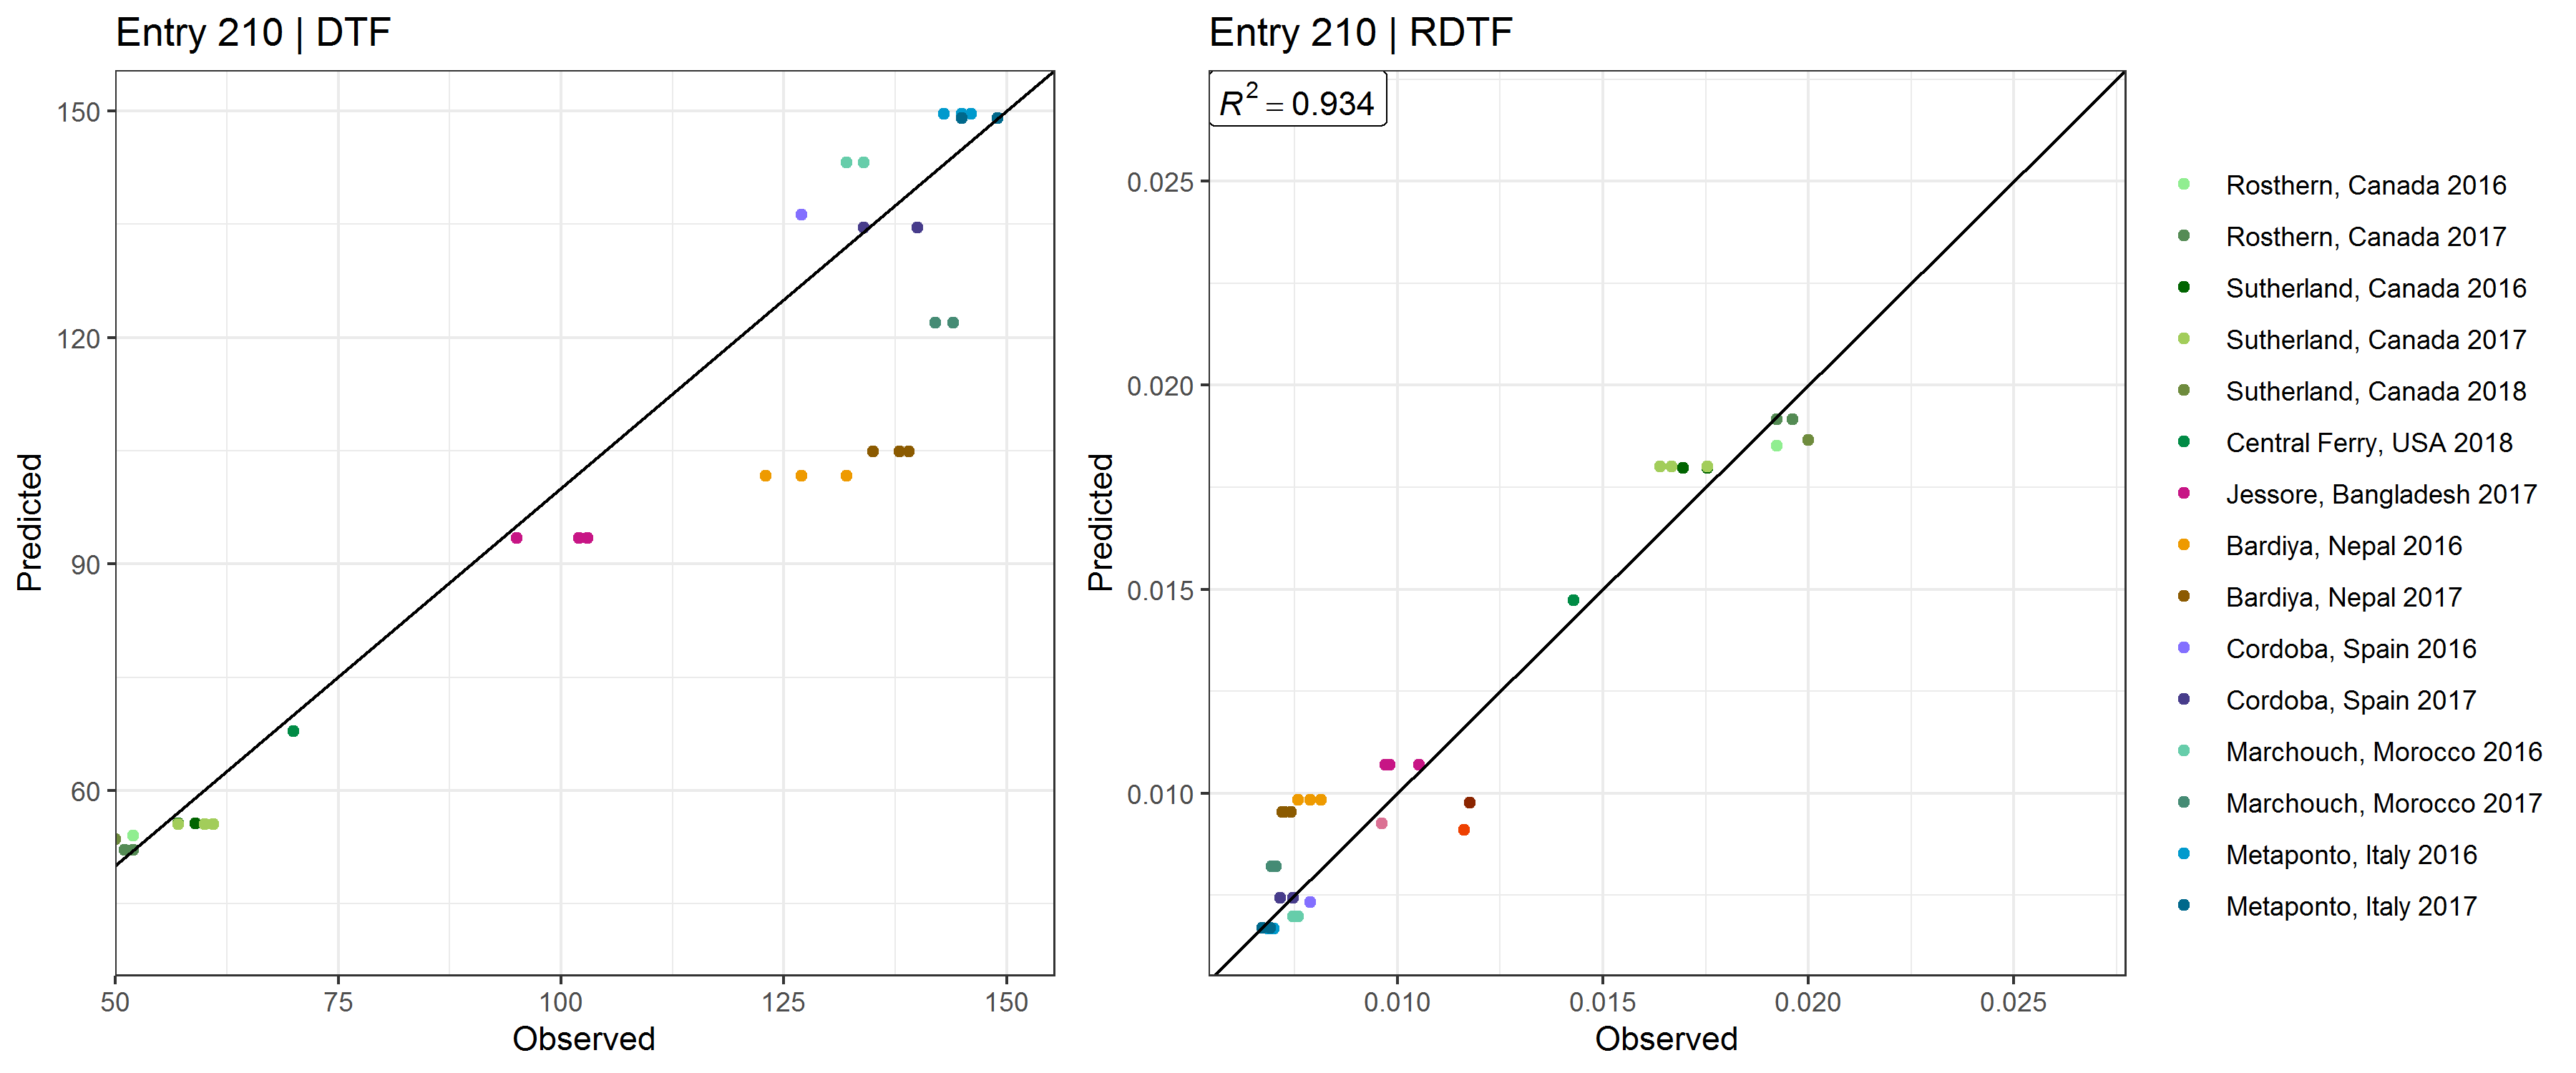 Entry 210 | DTF
150
120
90
60
Predicted
50 75 100 125 150
Observed
Entry 210 | RDTF
R² = 0.934
0.025
0.020
0.015
0.010
Predicted
0.010 0.015 0.020 0.025
Observed
Rosthern, Canada 2016
Rosthern, Canada 2017
Sutherland, Canada 2016
Sutherland, Canada 2017
Sutherland, Canada 2018
Central Ferry, USA 2018
Jessore, Bangladesh 2017
Bardiya, Nepal 2016
Bardiya, Nepal 2017
Cordoba, Spain 2016
Cordoba, Spain 2017
Marchouch, Morocco 2016
Marchouch, Morocco 2017
Metaponto, Italy 2016
Metaponto, Italy 2017